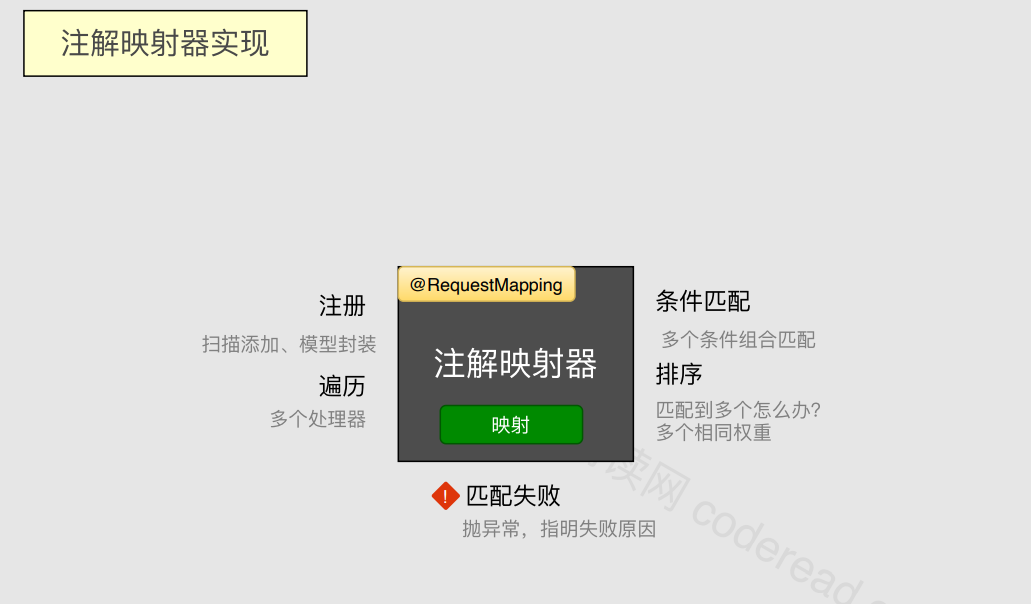 注解映射器实现
@RequestMapping
注册
扫描添加、模型封装
遍历
多个处理器
注解映射器
映射
条件匹配
多个条件组合匹配
排序
匹配到多个怎么办?
多个相同权重
!
匹配失败
抛异常，指明失败原因
读网 coderead